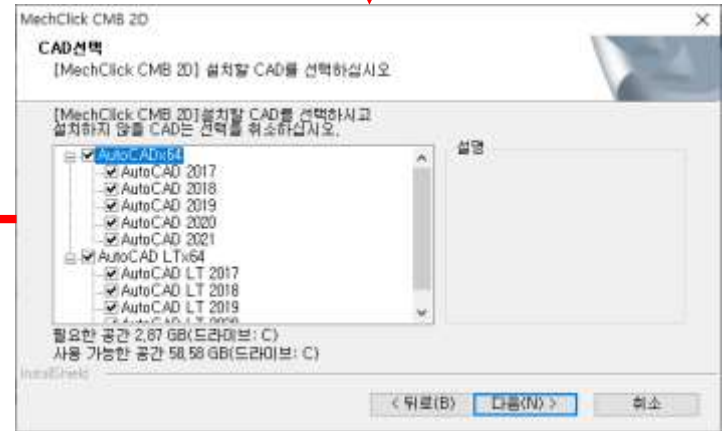 MechClick CMB 2D
CAD선택
[MechClick CMB 2D] 설치할 CAD를 선택하십시오
[MechClick CMB 2D]설치할 CAD를 선택하시고
설치하지 않을 CAD는 선택를 취소하십시오.
설명
AutoCADx64
AutoCAD 2017
AutoCAD 2018
AutoCAD 2019
AutoCAD 2020
AutoCAD 2021
AutoCAD LTx64
AutoCAD LT 2017
AutoCAD LT 2018
AutoCAD LT 2019
AutoCAD LT 2020
필요한 공간 2,87 GB(드라이브: C)
사용 가능한 공간 58,58 GB(드라이브: C)
InstallShield
< 뒤로(B) 다음(N) > 취소